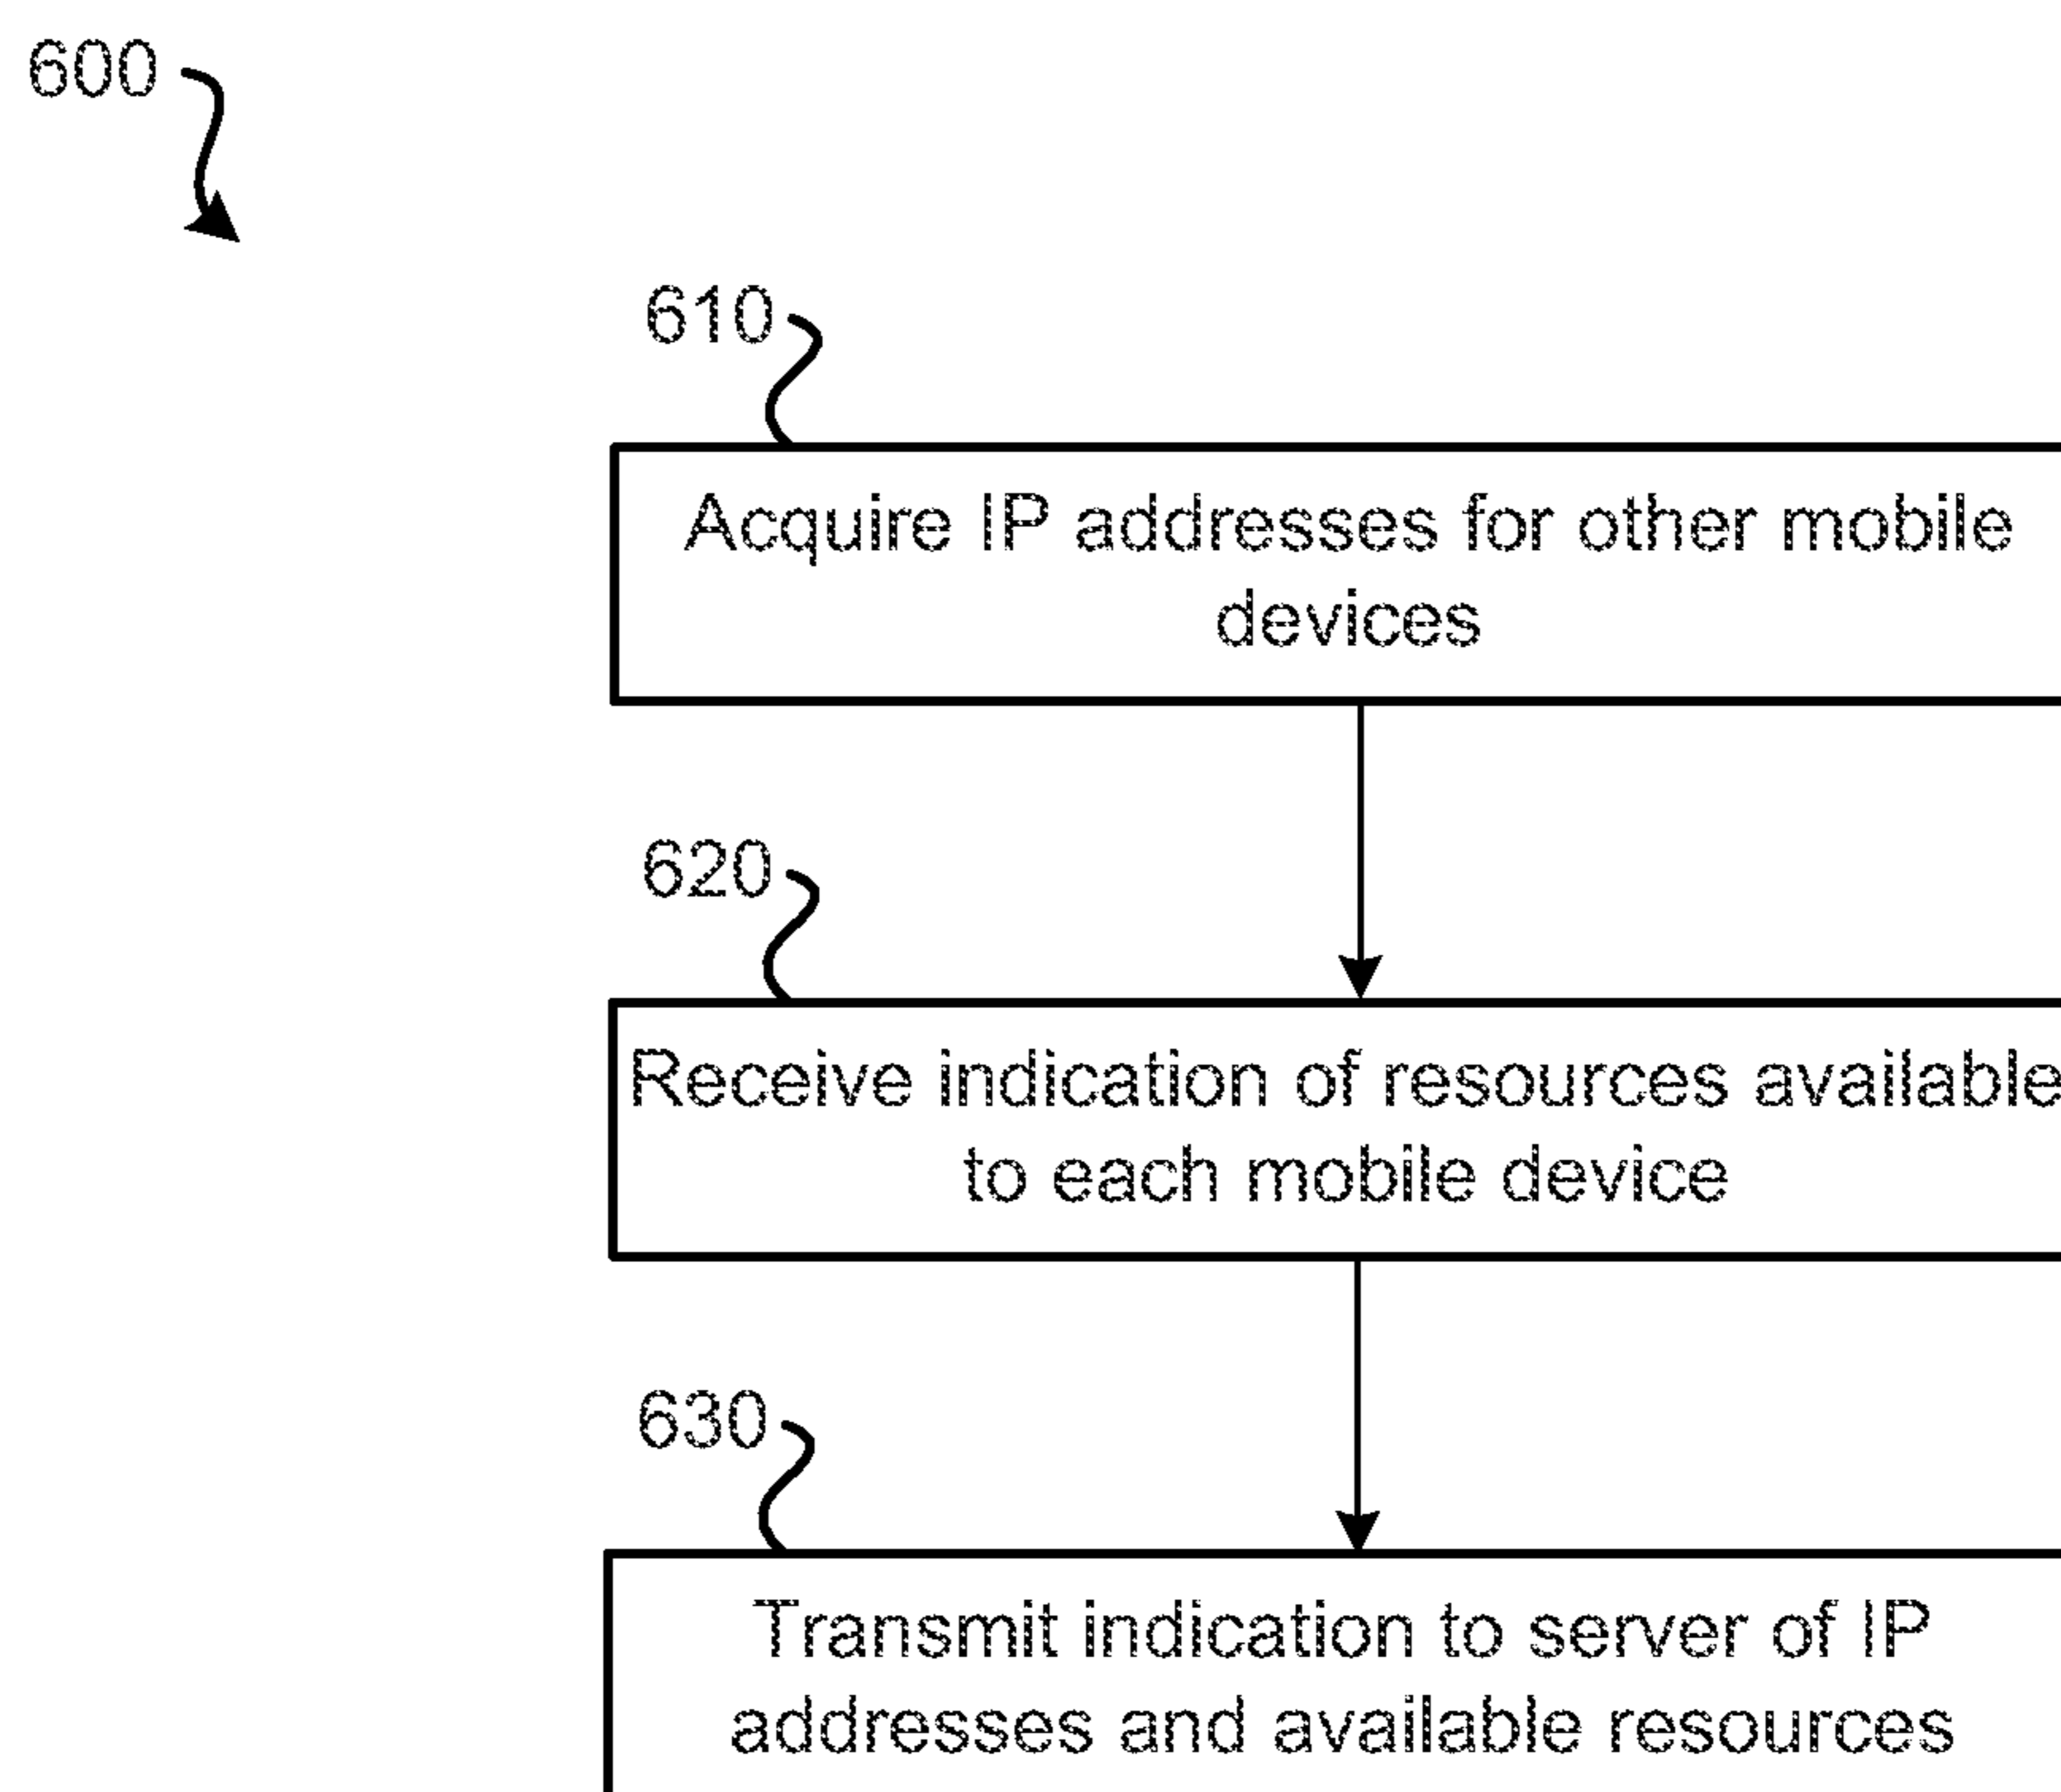 600
610
Acquire IP addresses for other mobile
devices
620
Receive indication of resources available
to each mobile device
630
Transmit indication to server of IP
addresses and available resources